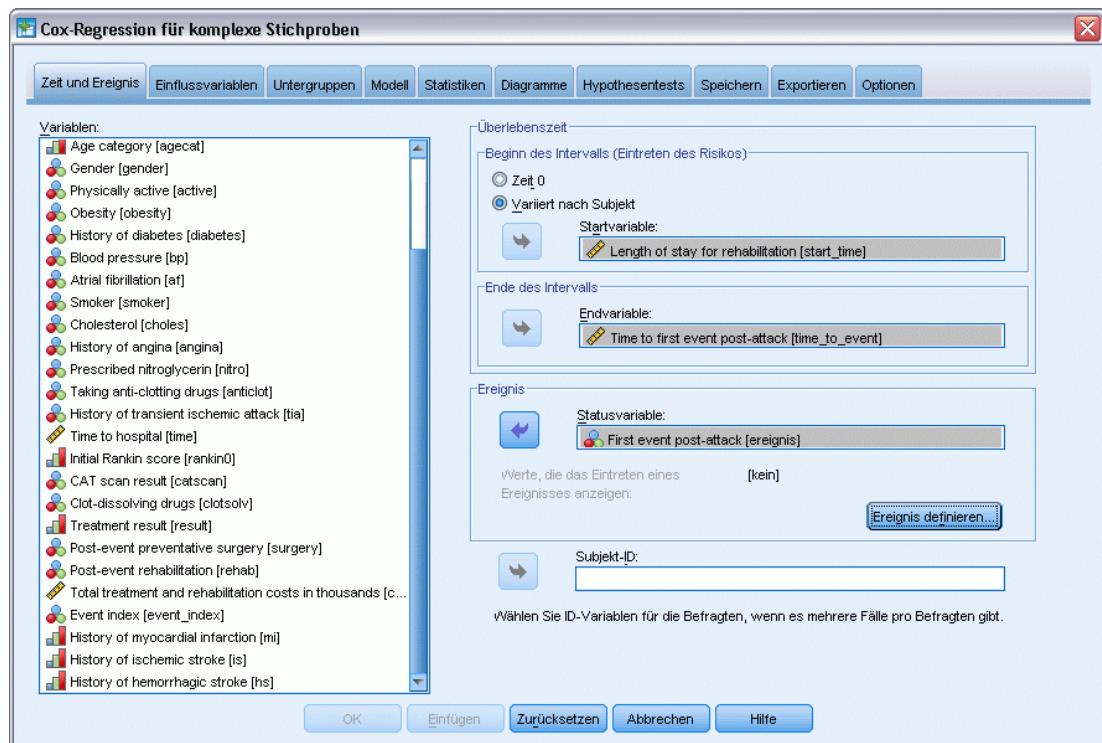 Cox-Regression für komplexe Stichproben
Zeit und Ereignis Einflussvariablen Untergruppen Modell Statistiken Diagramme Hypothesentests Speichern Exportieren Optionen
Variablen:
Age category [agecat]
Gender [gender]
Physically active [active]
Obesity [obesity]
History of diabetes [diabetes]
Blood pressure [bp]
Atrial fibrillation [af]
Smoker [smoker]
Cholesterol [choles]
History of angina [angina]
Prescribed nitroglycerin [nitro]
Taking anti-clotting drugs [anticlot]
History of transient ischemic attack [tia]
Time to hospital [time]
Initial Rankin score [rankin0]
CAT scan result [catscan]
Clot-dissolving drugs [clotsolv]
Treatment result [result]
Post-event preventative surgery [surgery]
Post-event rehabilitation [rehab]
Total treatment and rehabilitation costs in thousands [c...
Event index [event_index]
History of myocardial infarction [mi]
History of ischemic stroke [is]
History of hemorrhagic stroke [hs]
Überlebenszeit
Beginn des Intervalls (Eintreten des Risikos)
Zeit 0
Variiert nach Subjekt
Startvariable:
Length of stay for rehabilitation [start_time]
Ende des Intervalls
Endvariable:
Time to first event post-attack [time_to_event]
Ereignis
Statusvariable:
First event post-attack [ereignis]
Werte, die das Eintreten eines [kein]
Ereignisses anzeigen:
Ereignis definieren...
Subjekt-ID:
Wählen Sie ID-Variablen für die Befragten, wenn es mehrere Fälle pro Befragten gibt.
OK Einfügen Zurücksetzen Abbrechen Hilfe